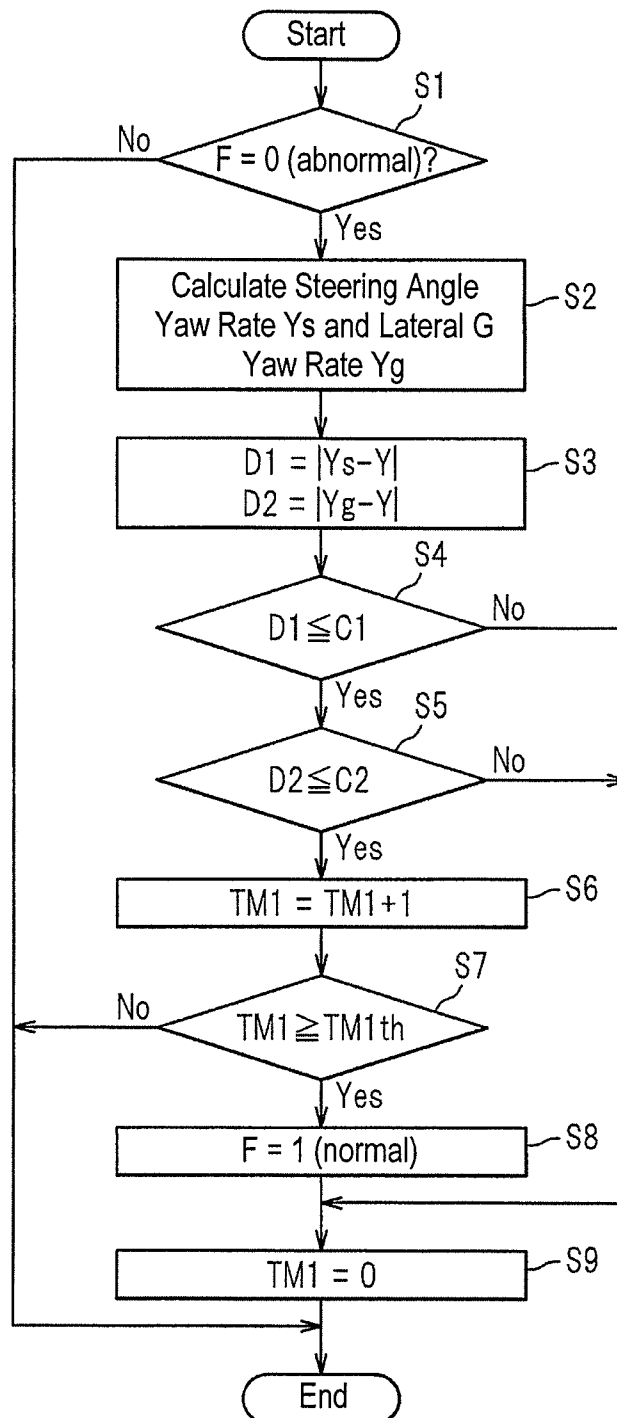 Start
S1
No
F = 0 (abnormal)?
Yes
Calculate Steering Angle
Yaw Rate Ys and Lateral G
Yaw Rate Yg
S2
D1 = |Ys-Y|
D2 = |Yg-Y|
S3
S4
D1≦C1
No
Yes
S5
D2≦C2
No
Yes
TM1 = TM1+1
S6
S7
No
TM1≧TM1th
Yes
F = 1 (normal)
S8
TM1 = 0
S9
End